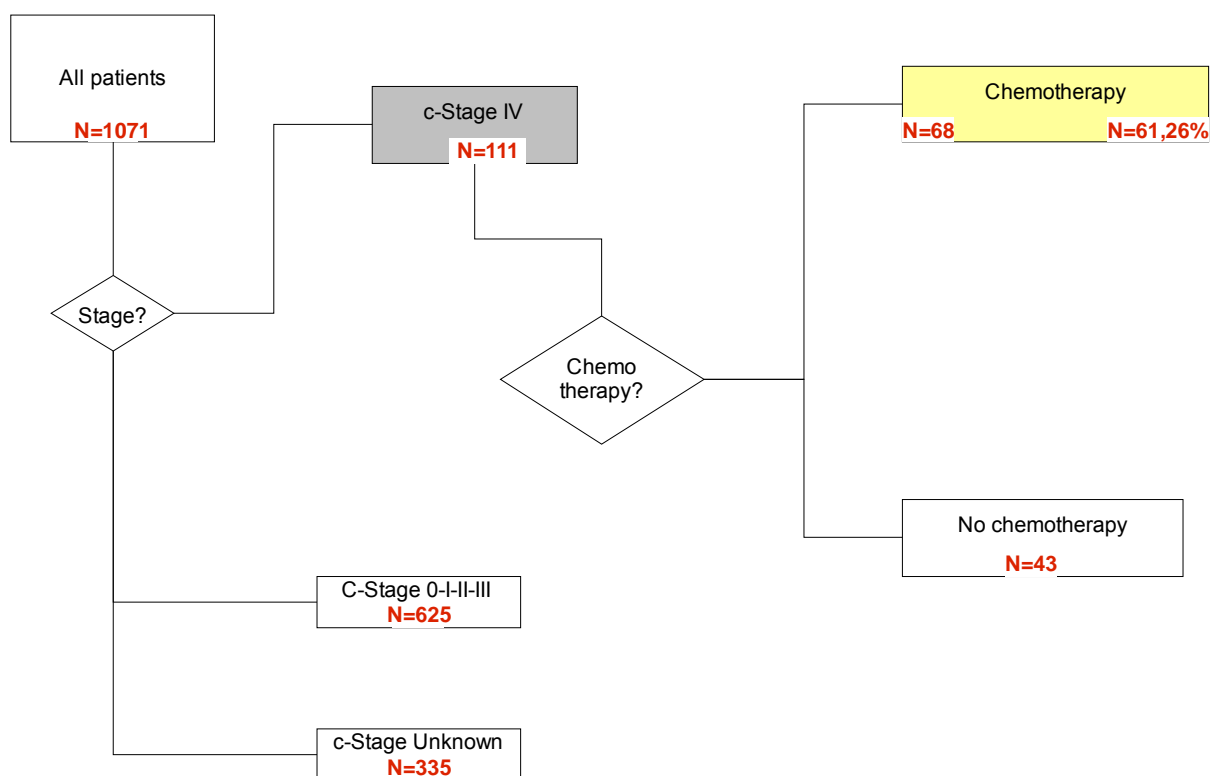 All patients
N=1071
c-Stage IV
N=111
Chemotherapy
N=68 N=61,26%
Stage?
Chemo
therapy?
No chemotherapy
N=43
C-Stage 0-I-II-III
N=625
c-Stage Unknown
N=335